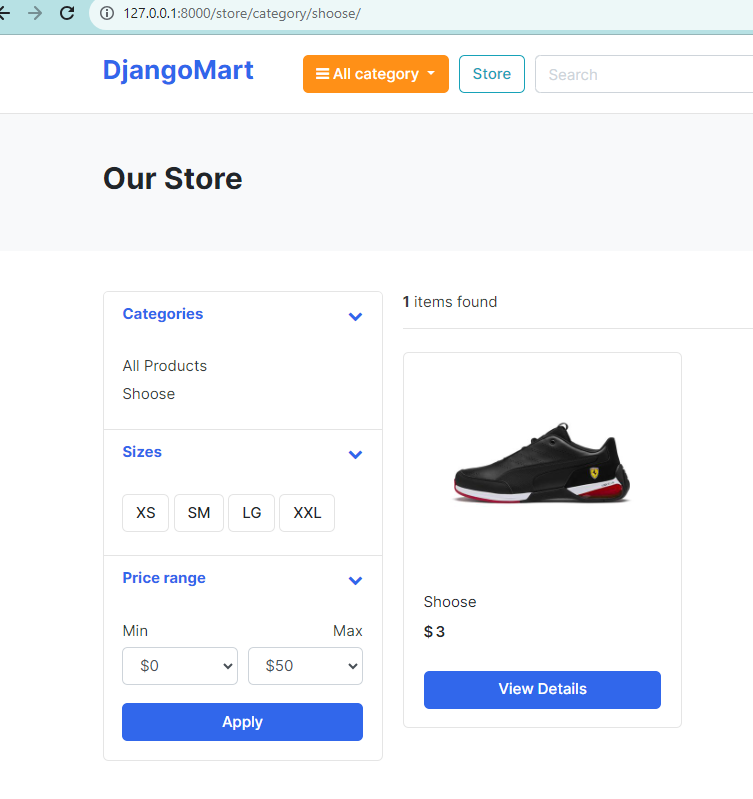 127.0.0.1:8000/store/category/shoose/
DjangoMart
All category
Store
Search
Our Store
Categories
All Products
Shoose
Sizes
XS SM LG XXL
Price range
Min Max
$0 $50
Apply
1 items found
Shoose
$ 3
View Details